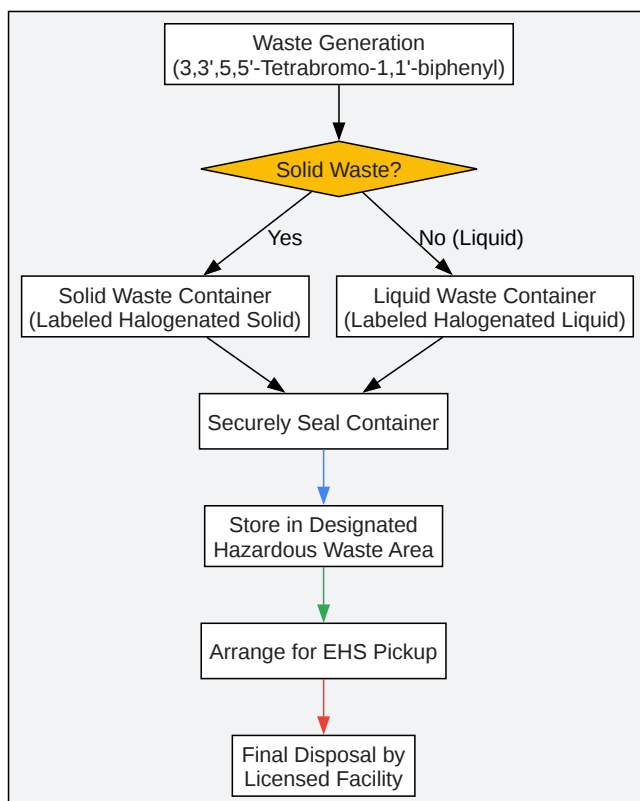 Waste Generation
(3,3',5,5'-Tetrabromo-1,1'-biphenyl)
Solid Waste?
Yes
No (Liquid)
Solid Waste Container
(Labeled Halogenated Solid)
Liquid Waste Container
(Labeled Halogenated Liquid)
Securely Seal Container
Store in Designated
Hazardous Waste Area
Arrange for EHS Pickup
Final Disposal by
Licensed Facility